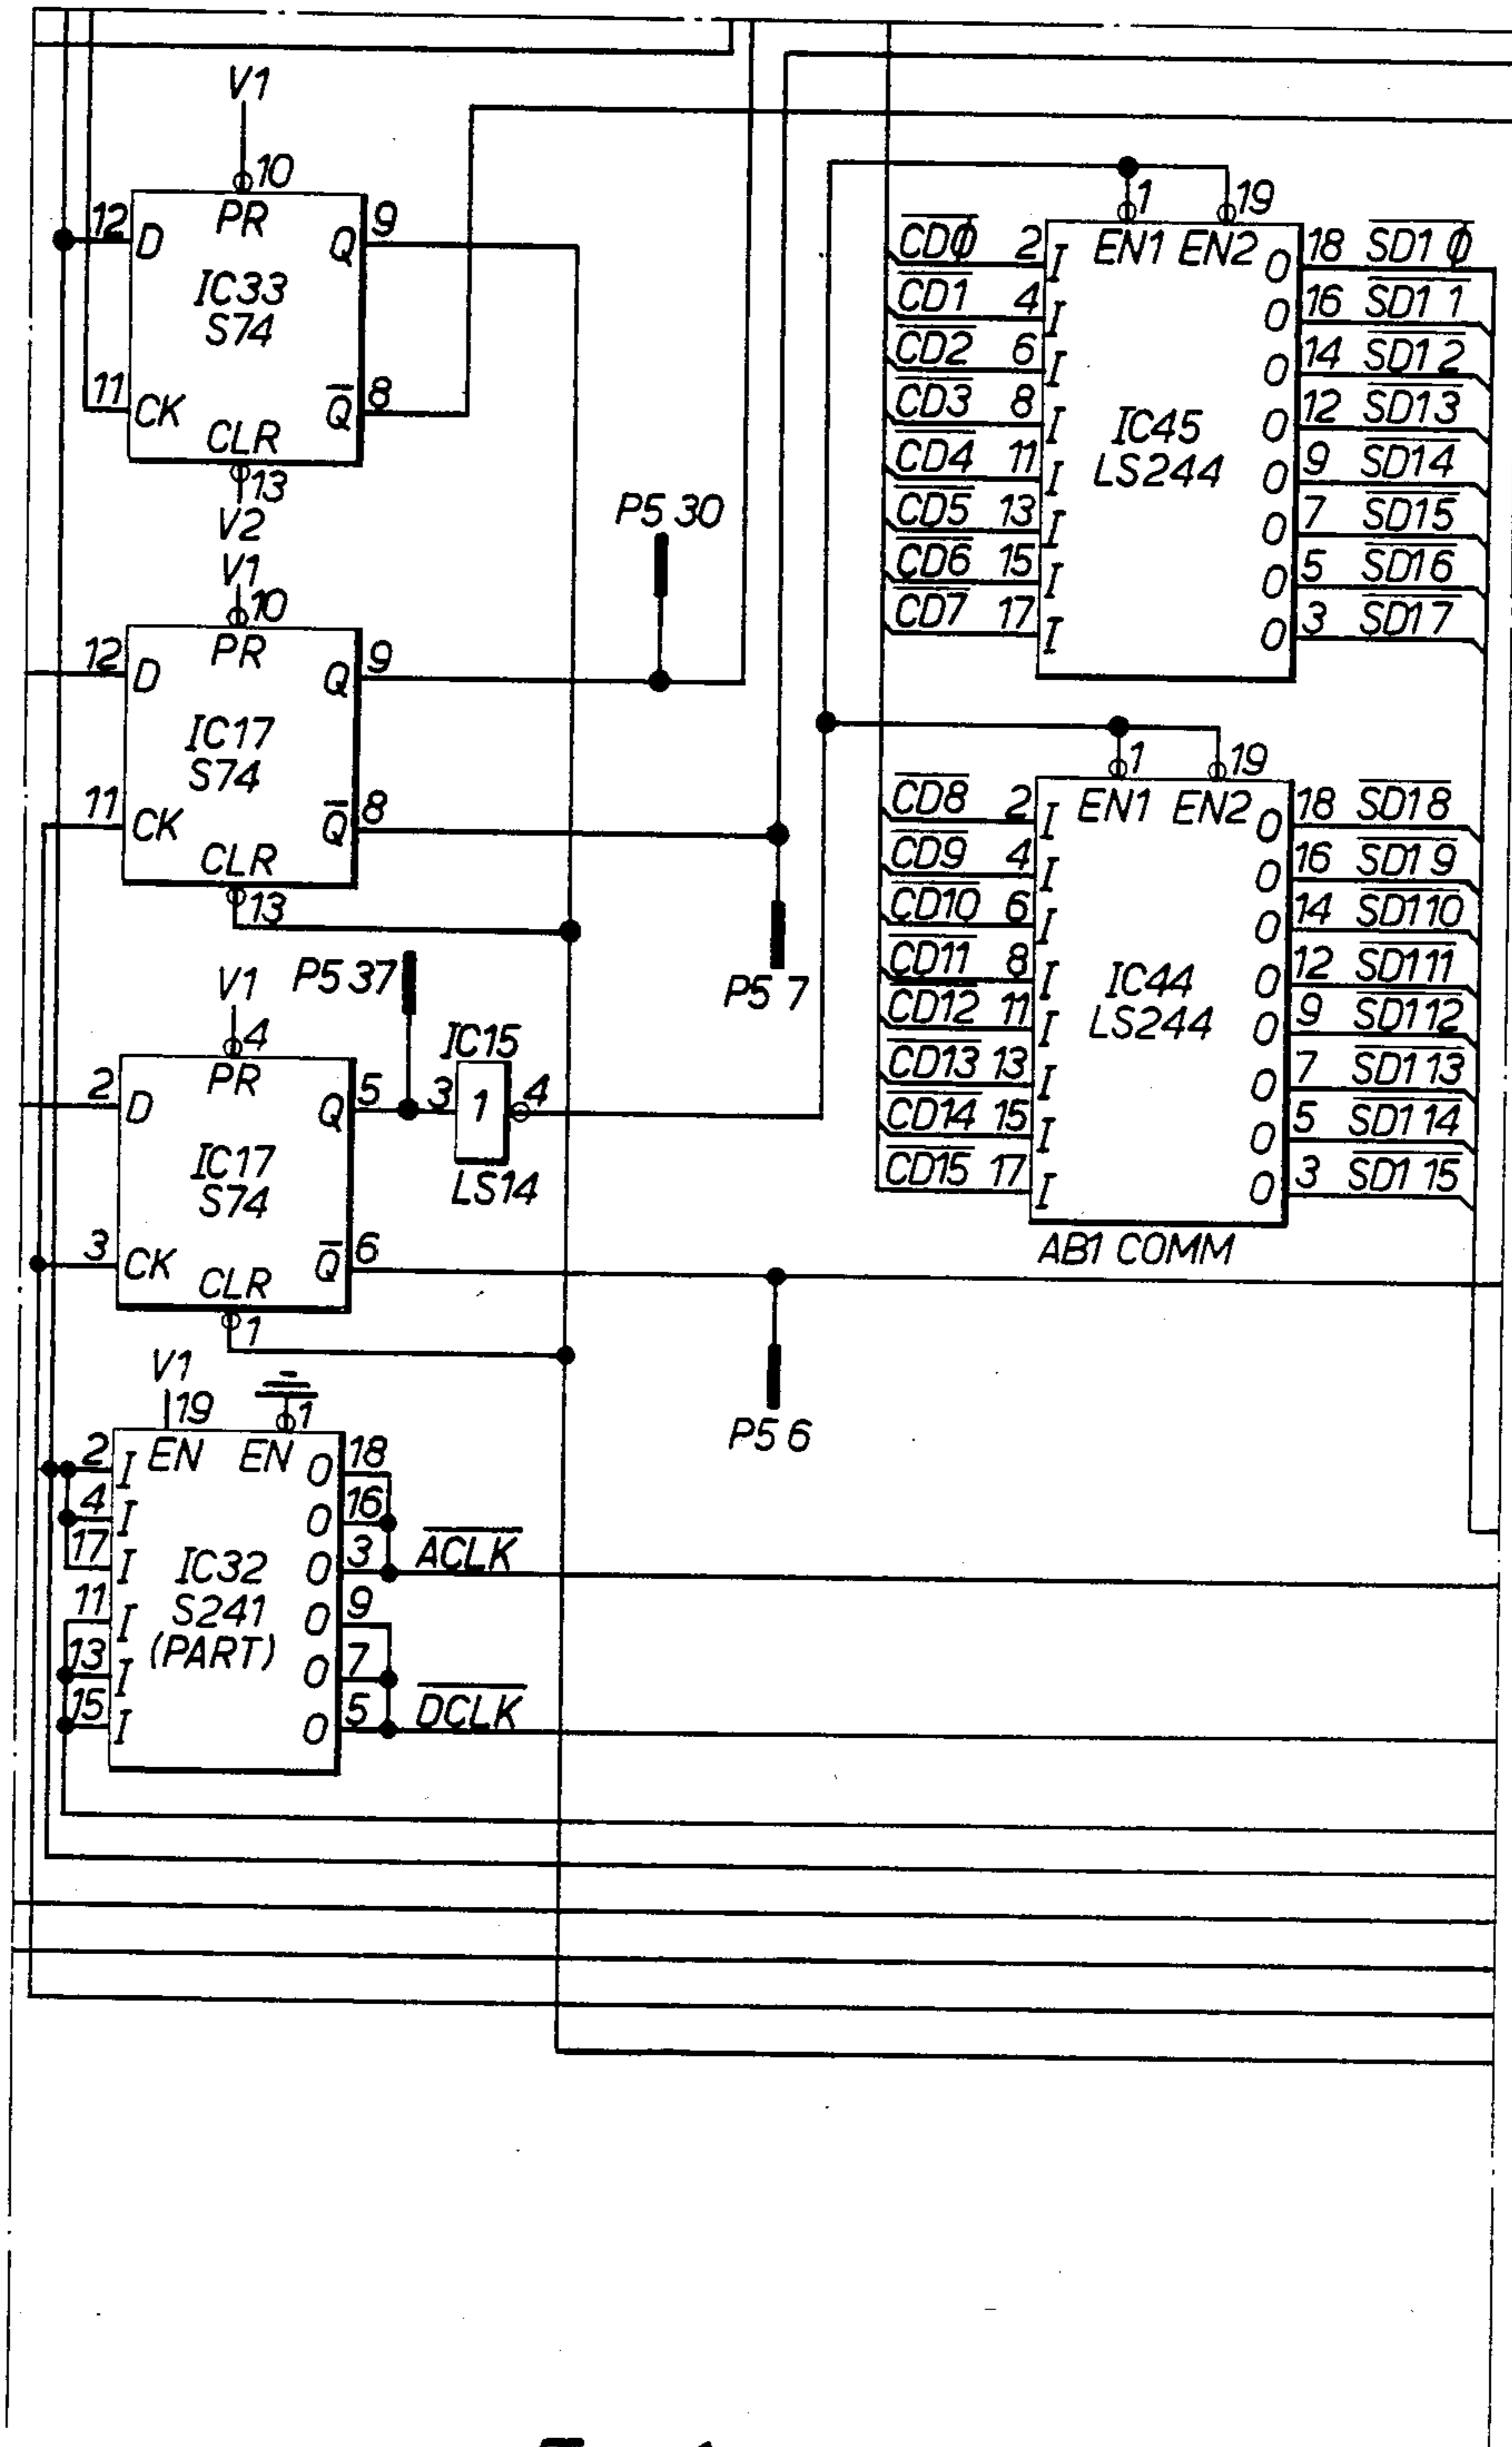 V1
10
12 D PR Q 9
IC33
S74
11 CK Q̅ 8
CLR
13
V2
V1
10
12 D PR Q 9
IC17
S74
11 CK Q̅ 8
CLR
13
P5 30
P5 7
V1
4
2 D PR Q 5
IC17
S74
3 CK Q̅ 6
CLR
1
P5 37
IC15
3 1 4
LS14
P5 6
V1
19 1
EN EN
2 I O 18
4 I O 16
17 I O 3 ACLK
IC32
S241
(PART)
11 I O 9
13 I O 7
15 I O 5 DCLK
1 19
EN1 EN2
CDϕ 2 I O 18 SD1 ϕ
CD1 4 I O 16 SD1 1
CD2 6 I O 14 SD1 2
CD3 8 I O 12 SD13
IC45
LS244
CD4 11 I O 9 SD14
CD5 13 I O 7 SD15
CD6 15 I O 5 SD16
CD7 17 I O 3 SD17
1 19
EN1 EN2
CD8 2 I O 18 SD18
CD9 4 I O 16 SD1 9
CD10 6 I O 14 SD110
CD11 8 I O 12 SD111
IC44
LS244
CD12 11 I O 9 SD112
CD13 13 I O 7 SD113
CD14 15 I O 5 SD114
CD15 17 I O 3 SD1 15
AB1 COMM